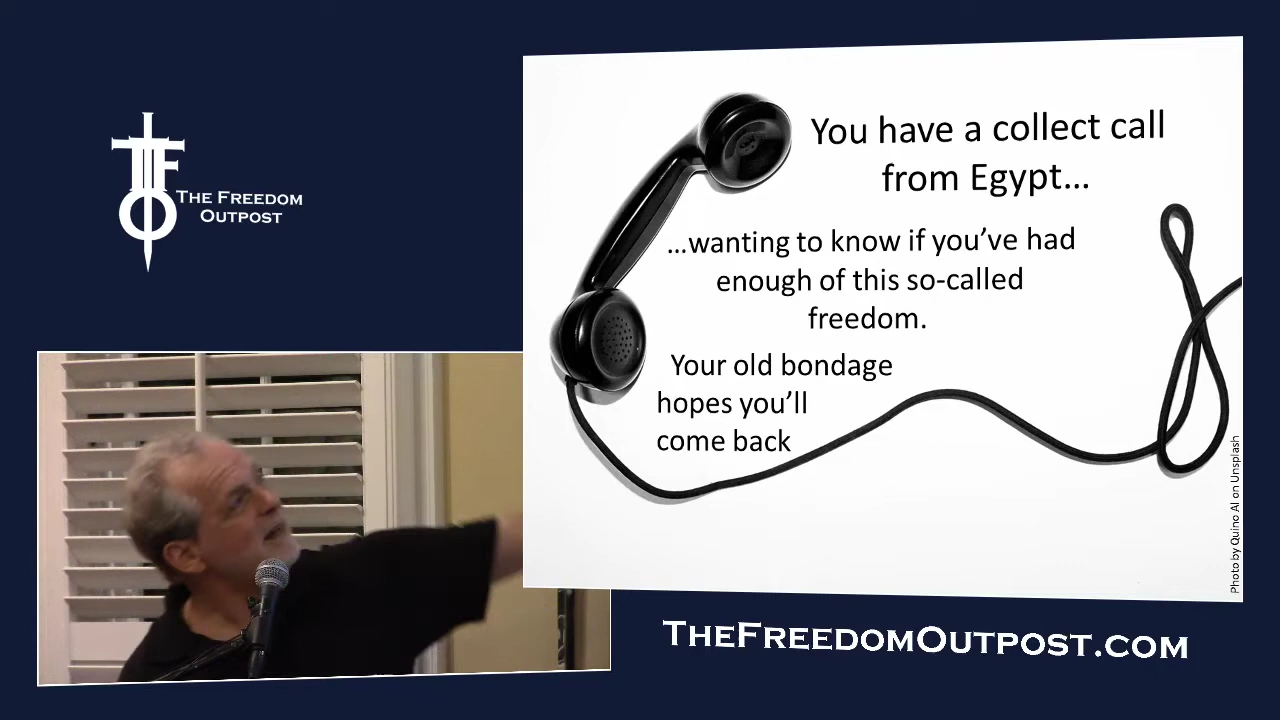 The Freedom
Outpost
You have a collect call
from Egypt...
...wanting to know if you've had
enough of this so-called
freedom.
Your old bondage
hopes you'll
come back
Photo by Quino Al on Unsplash
TheFreedomOutpost.com